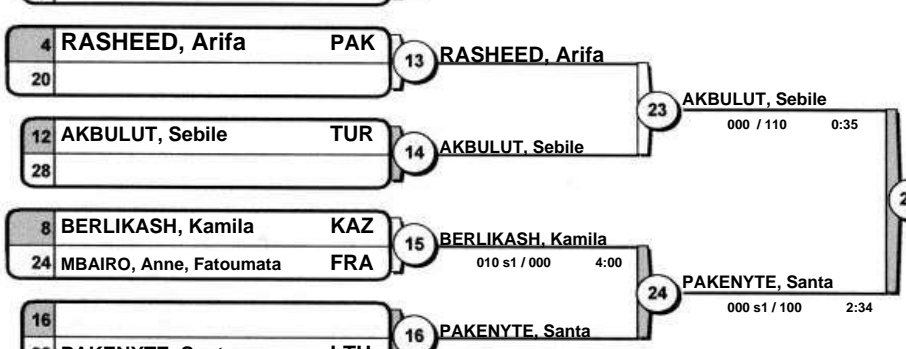 4 RASHEED, Arifa PAK
20
13 RASHEED, Arifa
12 AKBULUT, Sebile TUR
28
14 AKBULUT, Sebile
23 AKBULUT, Sebile
000 / 110 0:35
8 BERLIKASH, Kamila KAZ
24 MBAIRO, Anne, Fatoumata FRA
15 BERLIKASH, Kamila
010 s1 / 000 4:00
16
16 PAKENYTE, Santa
24 PAKENYTE, Santa
000 s1 / 100 2:34